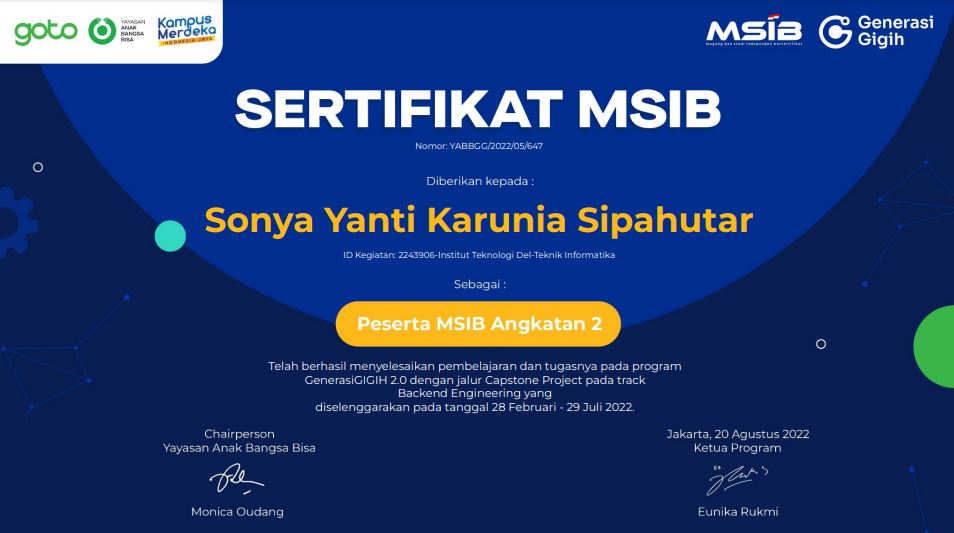 goto
YAYASAN
ANAK
BANGSA
BISA
Kampus
Merdeka
INDONESIA JAYA
MSIB
magang dan studi independen bersertifikat
Generasi
Gigih
SERTIFIKAT MSIB
Nomor: YABBGG/2022/05/647
Diberikan kepada :
Sonya Yanti Karunia Sipahutar
ID Kegiatan: 2243906-Institut Teknologi Del-Teknik Informatika
Sebagai :
Peserta MSIB Angkatan 2
Telah berhasil menyelesaikan pembelajaran dan tugasnya pada program
GenerasiGIGIH 2.0 dengan jalur Capstone Project pada track
Backend Engineering yang
diselenggarakan pada tanggal 28 Februari - 29 Juli 2022.
Chairperson
Yayasan Anak Bangsa Bisa
Monica Oudang
Jakarta, 20 Agustus 2022
Ketua Program
Eunika Rukmi